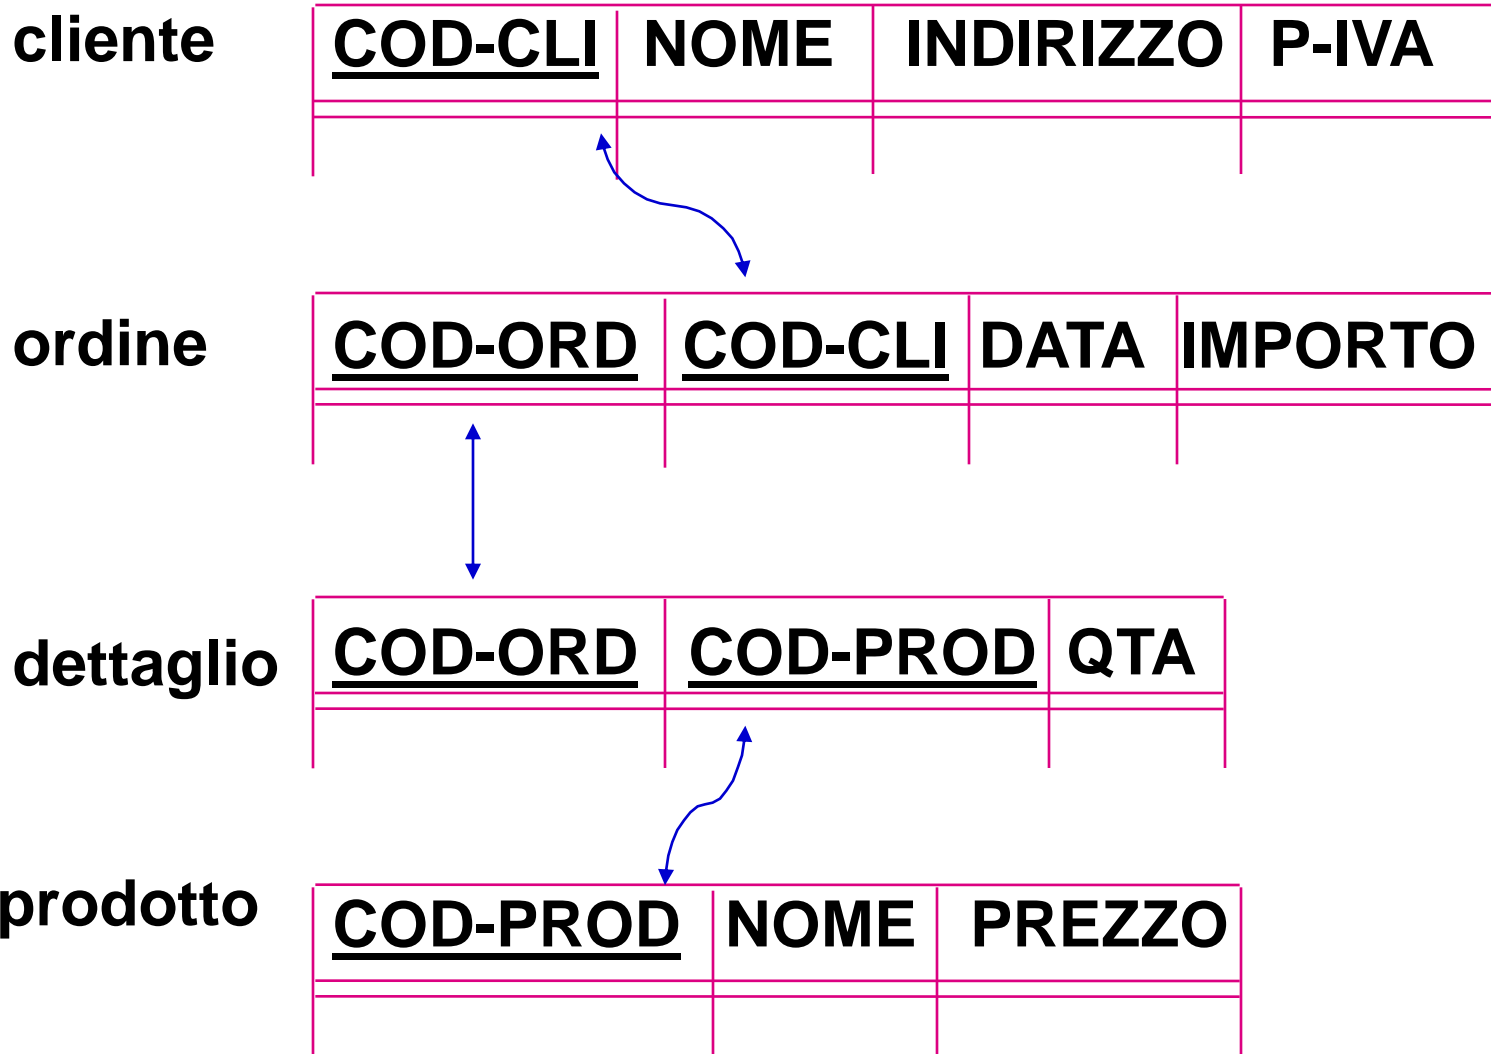 cliente COD-CLI NOME INDIRIZZO P-IVA
ordine COD-ORD COD-CLI DATA IMPORTO
dettaglio COD-ORD COD-PROD QTA
prodotto COD-PROD NOME PREZZO